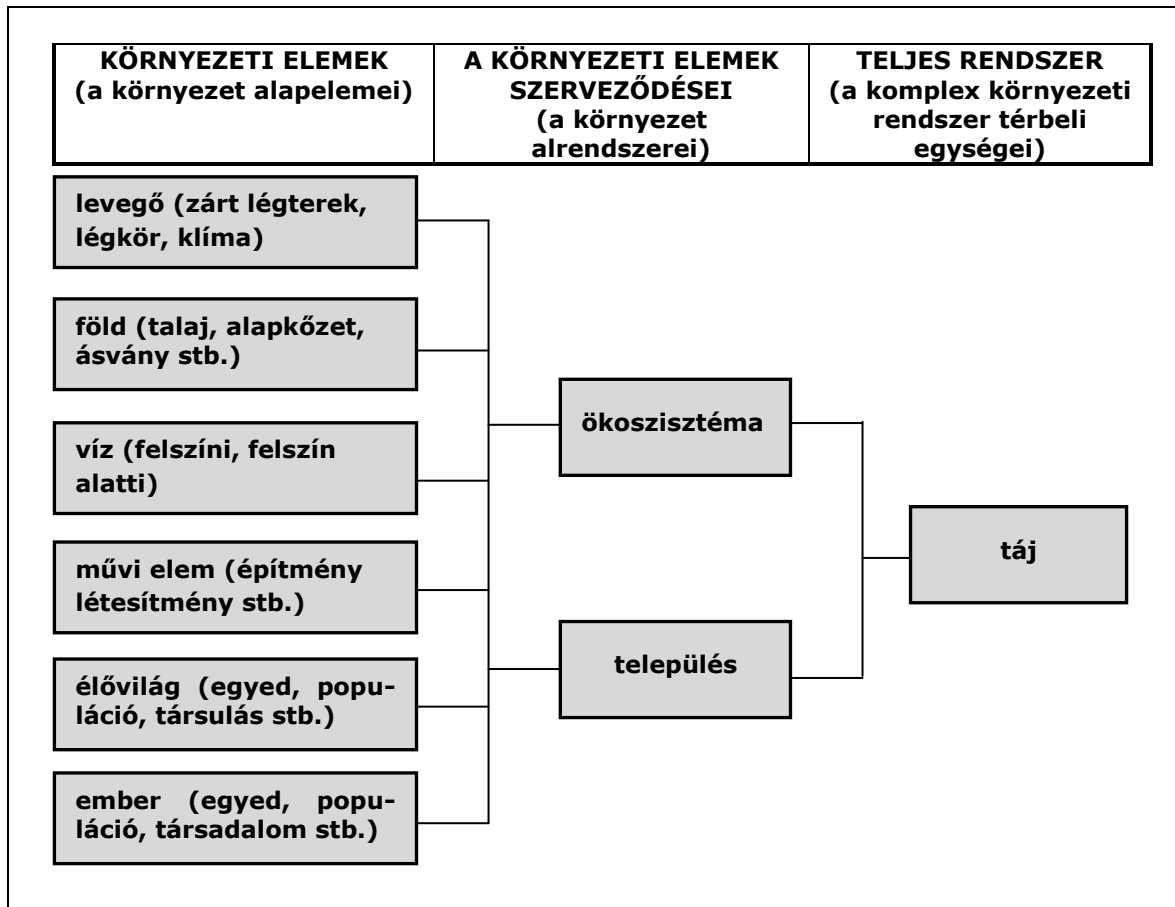 KÖRNYEZETI ELEMEK
(a környezet alapelemei)
A KÖRNYEZETI ELEMEK
SZERVEZŐDÉSEI
(a környezet
alrendszerei)
TELJES RENDSZER
(a komplex környezeti
rendszer térbeli
egységei)
levegő (zárt légterek,
légkör, klíma)
föld (talaj, alapkőzet,
ásvány stb.)
víz (felszíni, felszín
alatti)
művi elem (építmény
létesítmény stb.)
élővilág (egyed, popu-
láció, társulás stb.)
ember (egyed, popu-
láció, társadalom stb.)
ökoszisztéma
település
táj